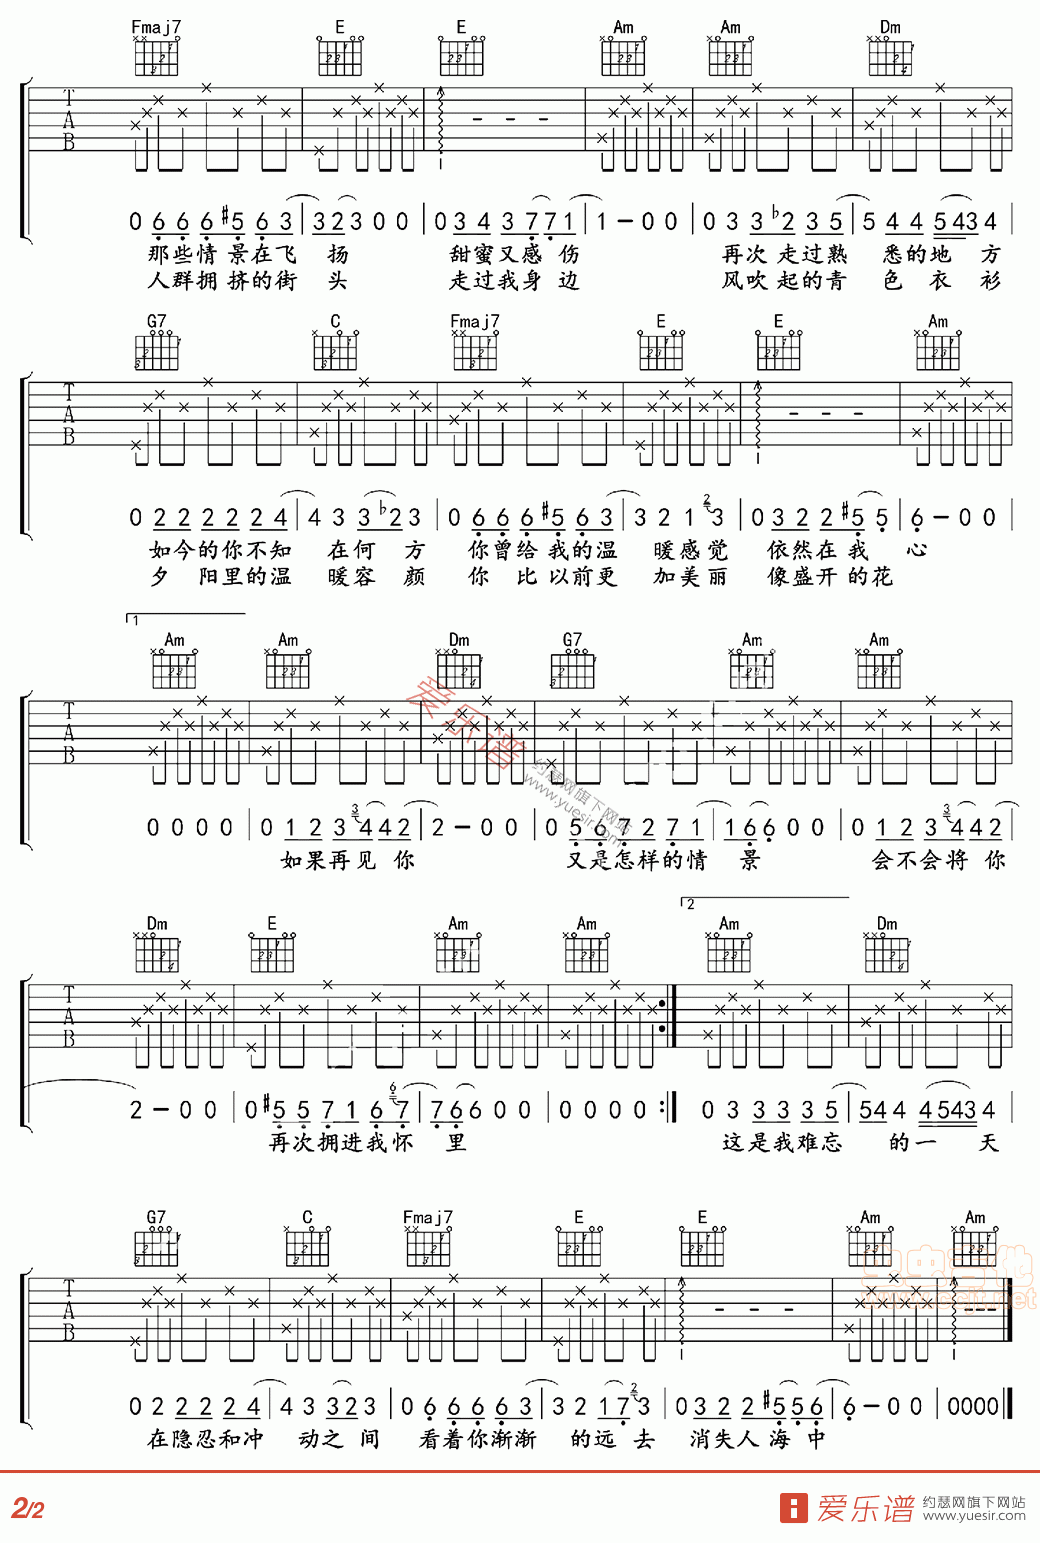 Fmaj7 E E Am Am Dm
T
A
B
0 6 6 6 #5 6 3 | 3 2 3 0 0 | 0 3 4 3 7 7 1 | 1 - 0 0 | 0 3 3 b2 3 5 | 5 4 4 5 4 3 4
那些情景在飞扬 甜蜜又感伤 再次走过熟悉的地方
人群拥挤的街头 走过我身边 风吹起的青色衣衫
G7 C Fmaj7 E E Am
T
A
B
0 2 2 2 2 2 4 | 4 3 3 b2 3 | 0 6 6 6 #5 6 3 | 3 2 1 2 3 | 0 3 2 2 #5 5 | 6 - 0 0
如今的你不知在何方 你曾给我的温暖感觉 依然在我心
夕阳里的温暖容颜 你比以前更加美丽 像盛开的花
1
Am Am Dm G7 Am Am
T
A
B
0 0 0 0 | 0 1 2 3 3 4 4 2 | 2 - 0 0 | 0 5 6 7 2 7 1 | 1 6 6 0 0 | 0 1 2 3 3 4 4 2
如果再见你 又是怎样的情景 会不会将你
爱乐谱
约瑟网旗下网站
www.yuesir.com
Dm E Am Am 2 Am Dm
T
A
B
2 - 0 0 | 0 #5 5 7 1 6 6 7 | 7 6 6 0 0 | 0 0 0 0 :| 0 3 3 3 3 5 | 5 4 4 4 5 4 3 4
再次拥进我怀里 这是我难忘的一天
G7 C Fmaj7 E E Am Am
T
A
B
虫虫吉他
www.ccjt.net
0 2 2 2 2 4 | 4 3 3 2 3 | 0 6 6 6 6 3 | 3 2 1 7 2 3 | 0 3 2 2 #5 5 6 | 6 - 0 0 | 0000
在隐忍和冲动之间 看着你渐渐的远去 消失人海中
2/2
爱乐谱 约瑟网旗下网站
www.yuesir.com